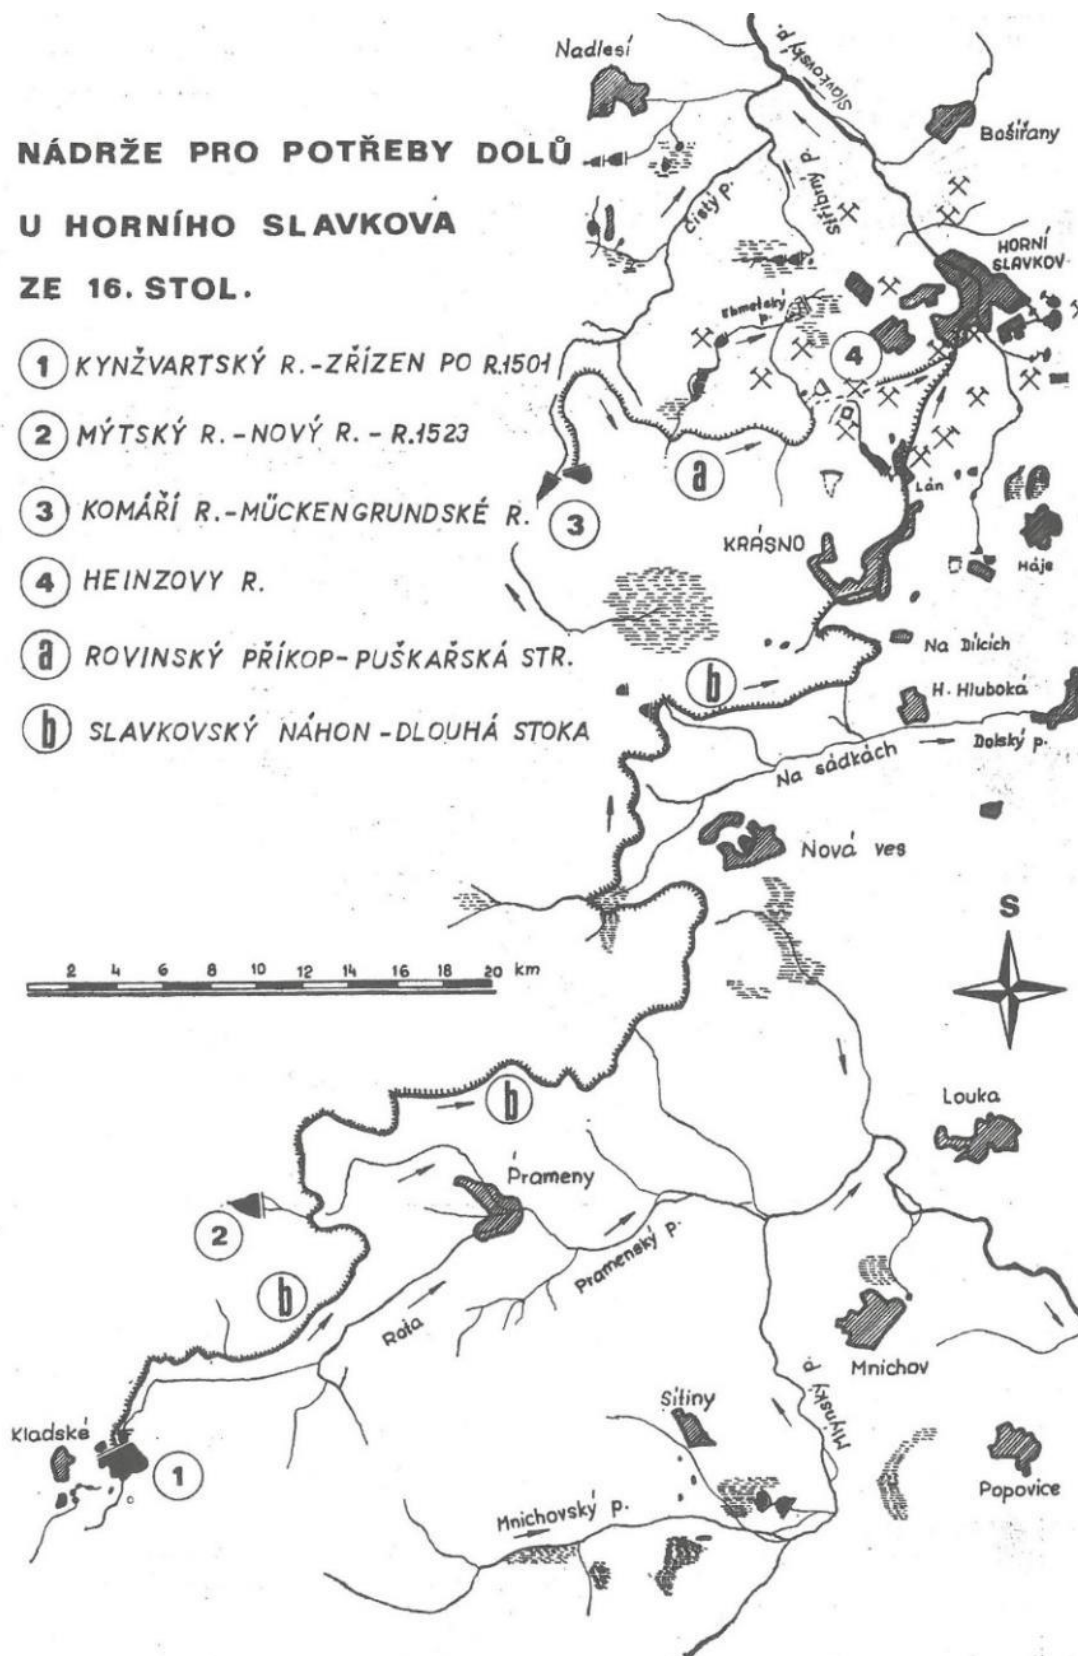 NÁDRŽE PRO POTŘEBY DOLŮ
U HORNÍHO SLAVKOVA
ZE 16. STOL.
1 KYNŽVARTSKÝ R.-ZŘÍZEN PO R.1501
2 MÝTSKÝ R.-NOVÝ R.-R.1523
3 KOMÁŘÍ R.-MŰCKENGRUNDSKÉ R.
4 HEINZOVY R.
a ROVINSKÝ PŘÍKOP-PUŠKAŘSKÁ STR.
b SLAVKOVSKÝ NÁHON-DLOUHÁ STOKA
Nadlesí
Slavkovský p.
Bošířany
Čistý p.
Stříbrný p.
HORNÍ
SLAVKOV
p.
4
a
Lán
3
KRÁSNO
Háje
Na Dílcích
b
H. Hluboká
Dolský p.
Na sádkách
Nová ves
S
2 4 6 8 10 12 14 16 18 20 km
b
Louka
Prameny
2
Pramenský p.
b
Rota
Mnichov
Mlýnský p.
Sítiny
Kladské
1
Popovice
Mnichovský p.